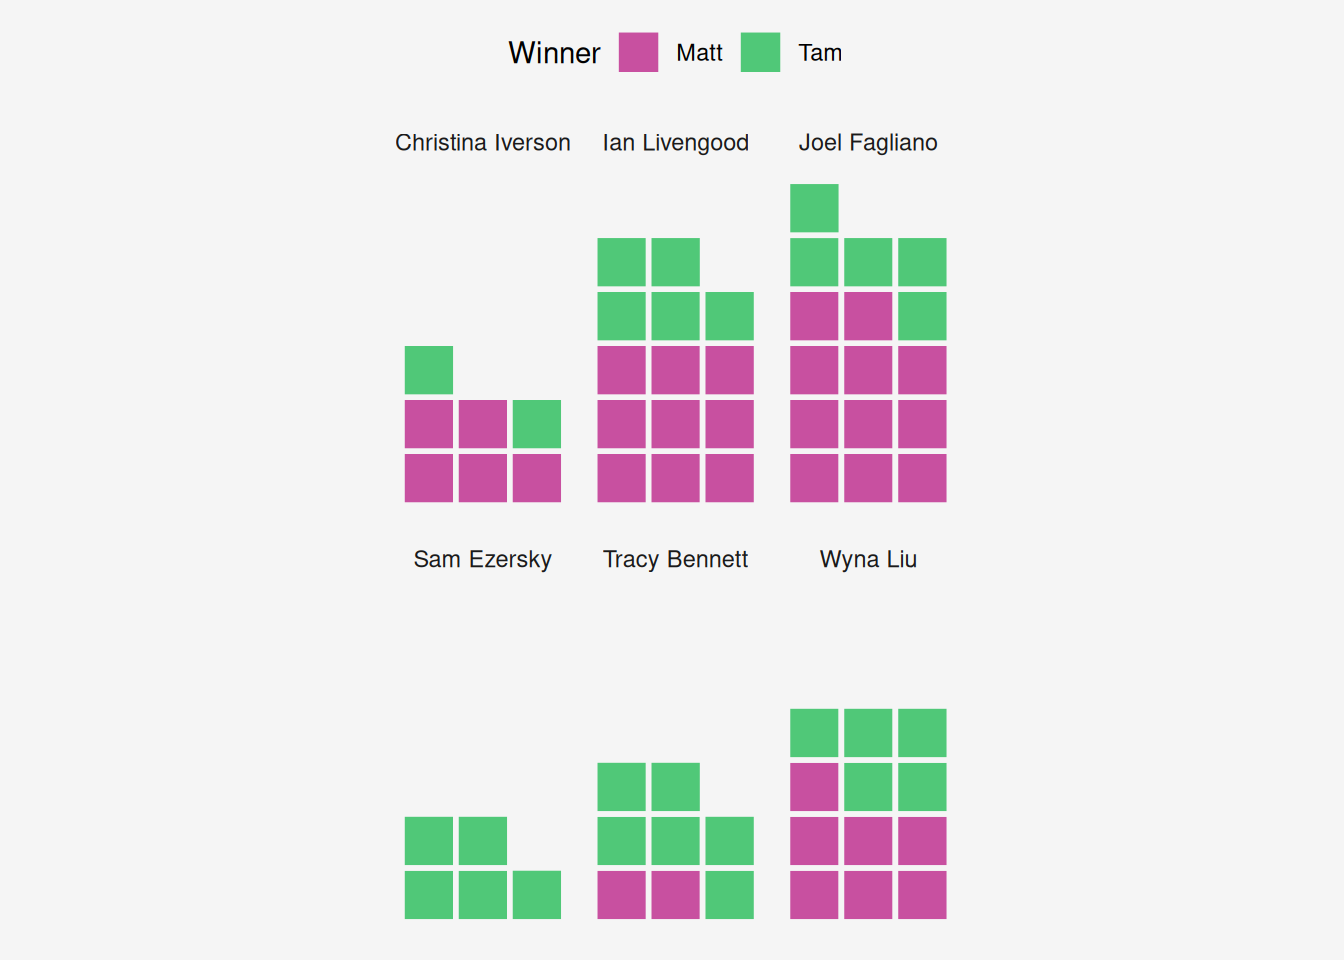 Winner Matt Tam
Christina Iverson Ian Livengood Joel Fagliano
Sam Ezersky Tracy Bennett Wyna Liu